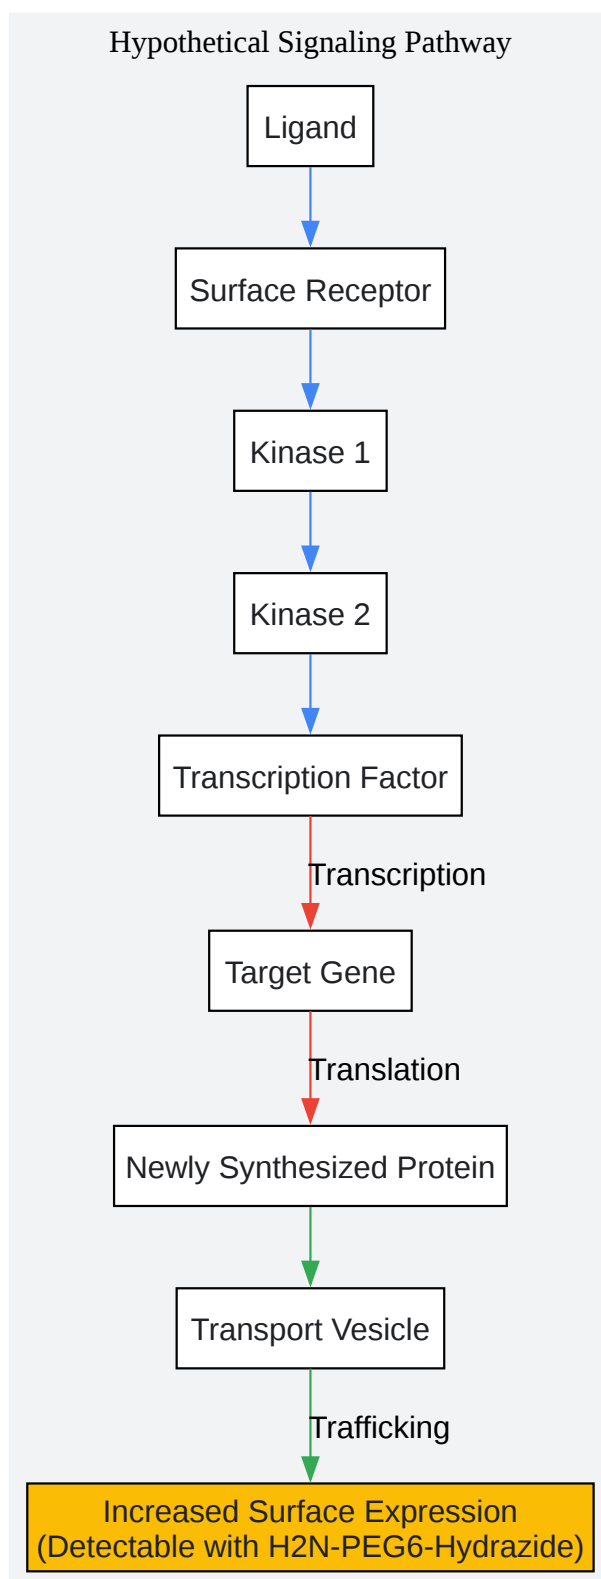 Hypothetical Signaling Pathway
Ligand
Surface Receptor
Kinase 1
Kinase 2
Transcription Factor
Transcription
Target Gene
Translation
Newly Synthesized Protein
Transport Vesicle
Trafficking
Increased Surface Expression
(Detectable with H2N-PEG6-Hydrazide)